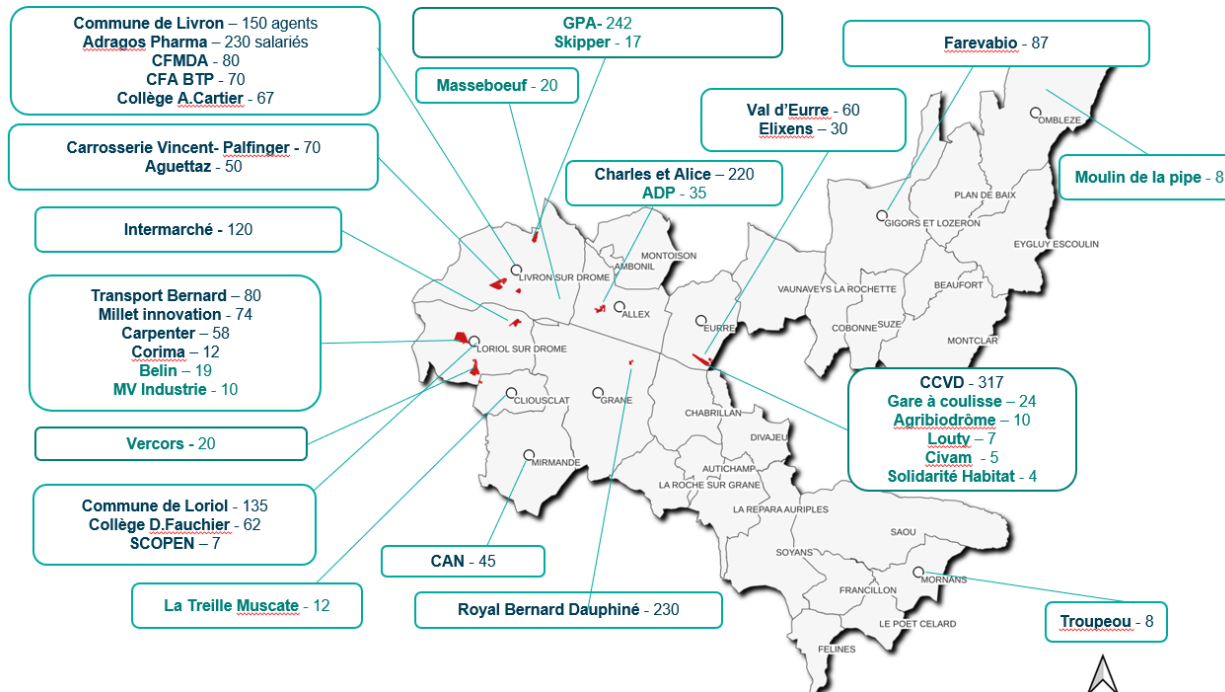 Commune de Livron – 150 agents
Adragos Pharma – 230 salariés
CFMDA - 80
CFA BTP - 70
Collège A.Cartier - 67
GPA- 242
Skipper - 17
Masseboeuf - 20
Farevabio - 87
Val d'Eurre - 60
Elixens – 30
Carrosserie Vincent- Palfinger - 70
Aguettaz - 50
Charles et Alice – 220
ADP - 35
Moulin de la pipe - 8
Intermarché - 120
Transport Bernard – 80
Millet innovation - 74
Carpenter – 58
Corima – 12
Belin – 19
MV Industrie - 10
Vercors - 20
Commune de Loriol - 135
Collège D.Fauchier - 62
SCOPEN – 7
La Treille Muscate - 12
CAN - 45
Royal Bernard Dauphiné - 230
CCVD - 317
Gare à coulisse – 24
Agribiodrôme – 10
Louty – 7
Civam - 5
Solidarité Habitat - 4
Troupeou - 8
OMBLEZE
PLAN DE BAIX
GIGORS ET LOZERON
EYGLUY ESCOULIN
MONTOISON
AMBONIL
LIVRON SUR DROME
VAUNAVEYS LA ROCHETTE
BEAUFORT
ALLEX
EURRE
COBONNE
SUZE
MONTCLAR
LORIOL SUR DROME
CLIOUSCLAT
GRANE
CHABRILLAN
DIVAJEU
MIRMANDE
AUTICHAMP
LA ROCHE SUR GRANE
LA REPARA AURIPLES
SAOU
SOYANS
MORNANS
FRANCILLON
LE POET CELARD
FELINES